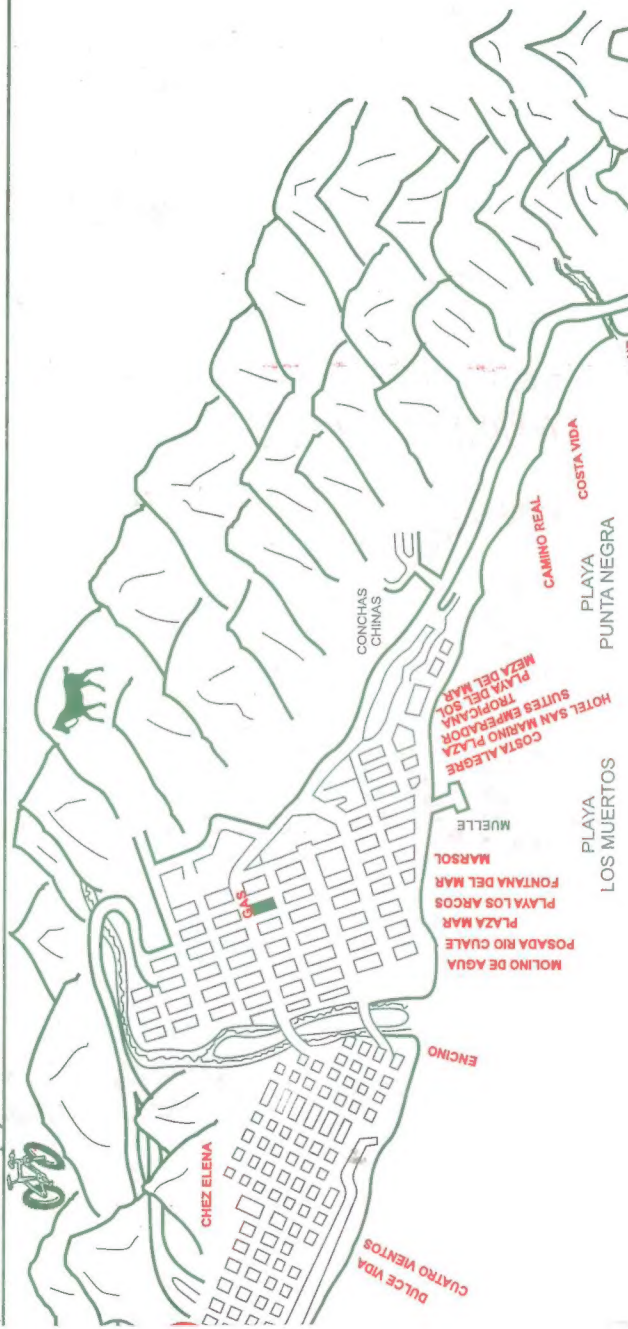 COSTA VIDA
CAMINO REAL
PLAYA
PUNTA NEGRA
CONCHAS
CHINAS
MEZA DEL MAR
PLAYA DEL SOL
TROPICANA
SUITES EMPERADOR
HOTEL SAN MARINO PLAZA
COSTA ALEGRE
MUELLE
PLAYA
LOS MUERTOS
GAS
MARSOL
FONTANA DEL MAR
PLAYA LOS ARCOS
PLAZA MAR
POSADA RIO CUALE
MOLINO DE AGUA
ENCINO
CHEZ ELENA
CUATRO VIENTOS
DULCE VIDA